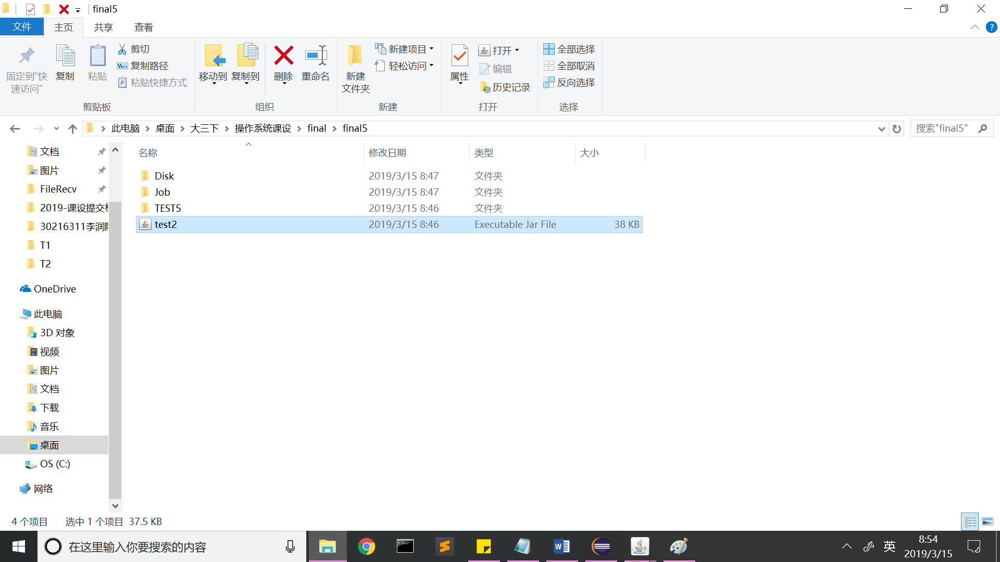 final5
文件 主页 共享 查看
固定到"快速访问"
复制
粘贴
剪切
复制路径
粘贴快捷方式
剪贴板
移动到 复制到 删除 重命名
组织
新建文件夹
新建项目
轻松访问
新建
属性
打开
编辑
历史记录
打开
全部选择
全部取消
反向选择
选择
此电脑 桌面 大三下 操作系统课设 final final5
搜索"final5"
文档
图片
FileRecv
2019-课设提交
30216311李润
T1
T2
OneDrive
此电脑
3D 对象
视频
图片
文档
下载
音乐
桌面
OS (C:)
网络
名称 修改日期 类型 大小
Disk 2019/3/15 8:47 文件夹
Job 2019/3/15 8:47 文件夹
TEST5 2019/3/15 8:46 文件夹
test2 2019/3/15 8:46 Executable Jar File 38 KB
4 个项目 选中 1 个项目 37.5 KB
在这里输入你要搜索的内容
英
8:54
2019/3/15